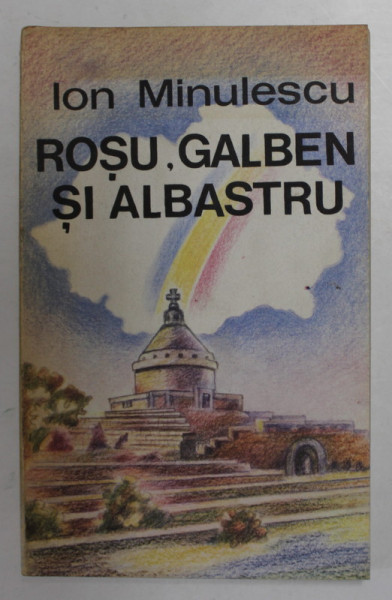 Ion Minulescu
ROȘU, GALBEN
ȘI ALBASTRU